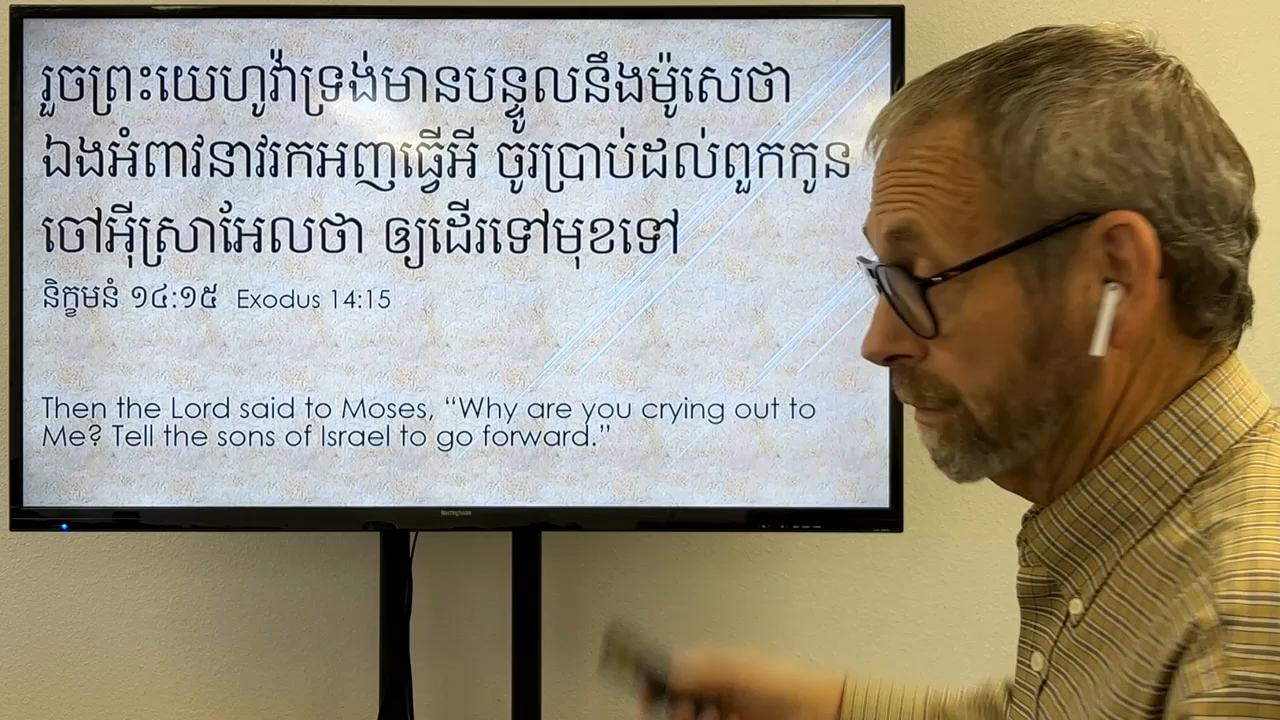 រួចព្រះយេហូវ៉ាទ្រង់មានបន្ទូលនឹងម៉ូសេថា
ឯងអំពាវនាវរកអញធ្វើអី ចូរប្រាប់ដល់ពួកកូន
ចៅអ៊ីស្រាអែលថា ឲ្យដើរទៅមុខទៅ
និក្ខមនំ ១៤:១៥ Exodus 14:15
Then the Lord said to Moses, “Why are you crying out to
Me? Tell the sons of Israel to go forward.”
Westinghouse